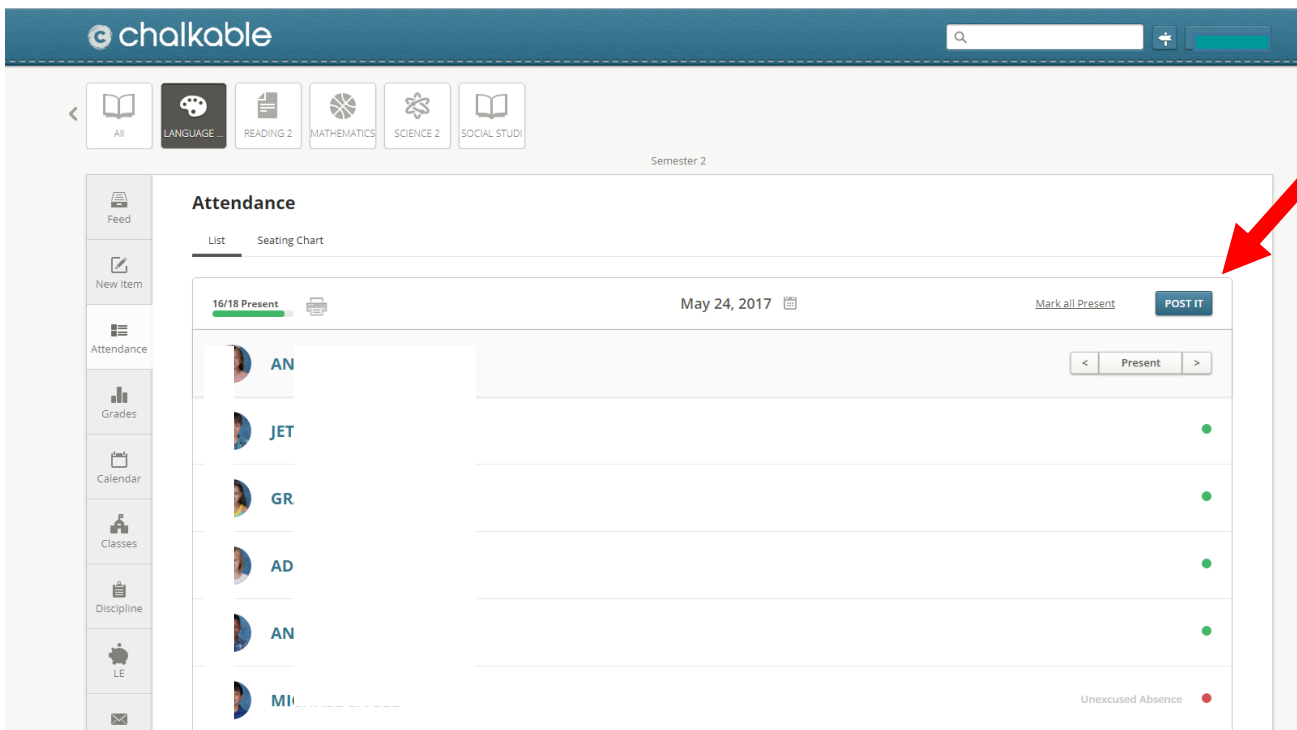 chalkable
All
LANGUAGE ...
READING 2
MATHEMATICS
SCIENCE 2
SOCIAL STUDI
Semester 2
Feed
New Item
Attendance
Grades
Calendar
Classes
Discipline
LE
Attendance
List Seating Chart
16/18 Present May 24, 2017 Mark all Present POST IT
AN < Present >
JET
GR
AD
AN
MI Unexcused Absence